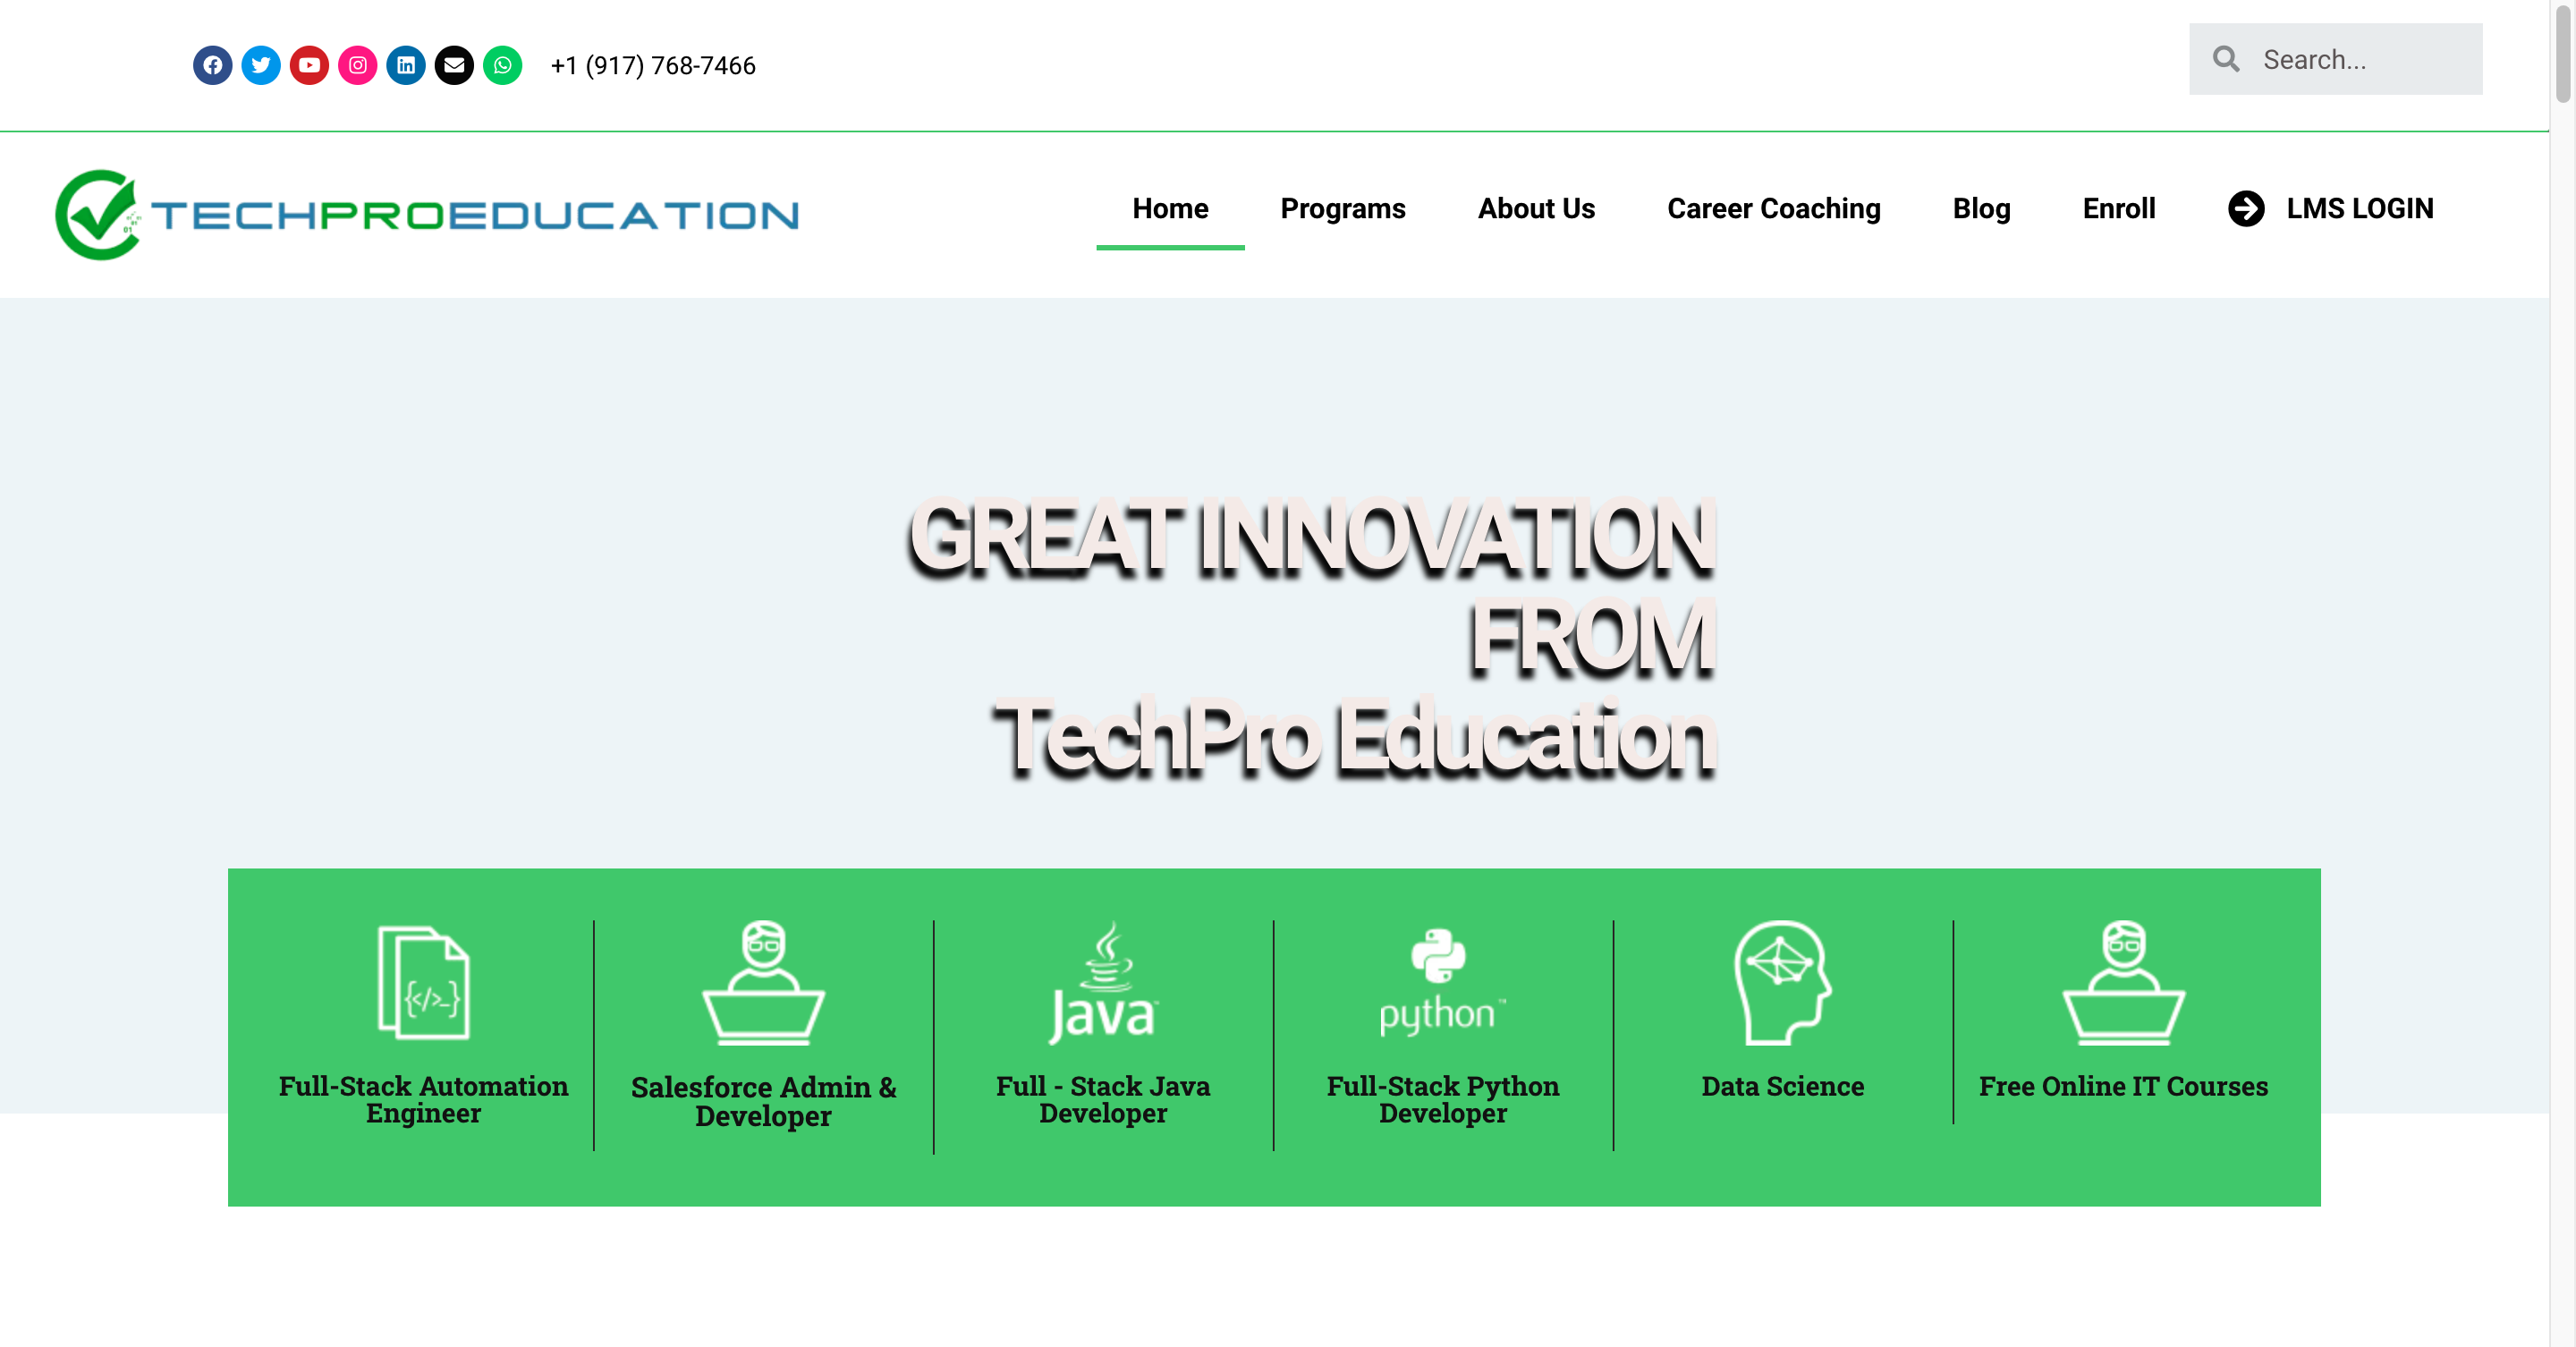 +1 (917) 768-7466
Search...
TECHPROEDUCATION
Home
Programs
About Us
Career Coaching
Blog
Enroll
LMS LOGIN
GREAT INNOVATION
FROM
TechPro Education
{</>_}
Java™
python™
Full-Stack Automation
Engineer
Salesforce Admin &
Developer
Full - Stack Java
Developer
Full-Stack Python
Developer
Data Science
Free Online IT Courses